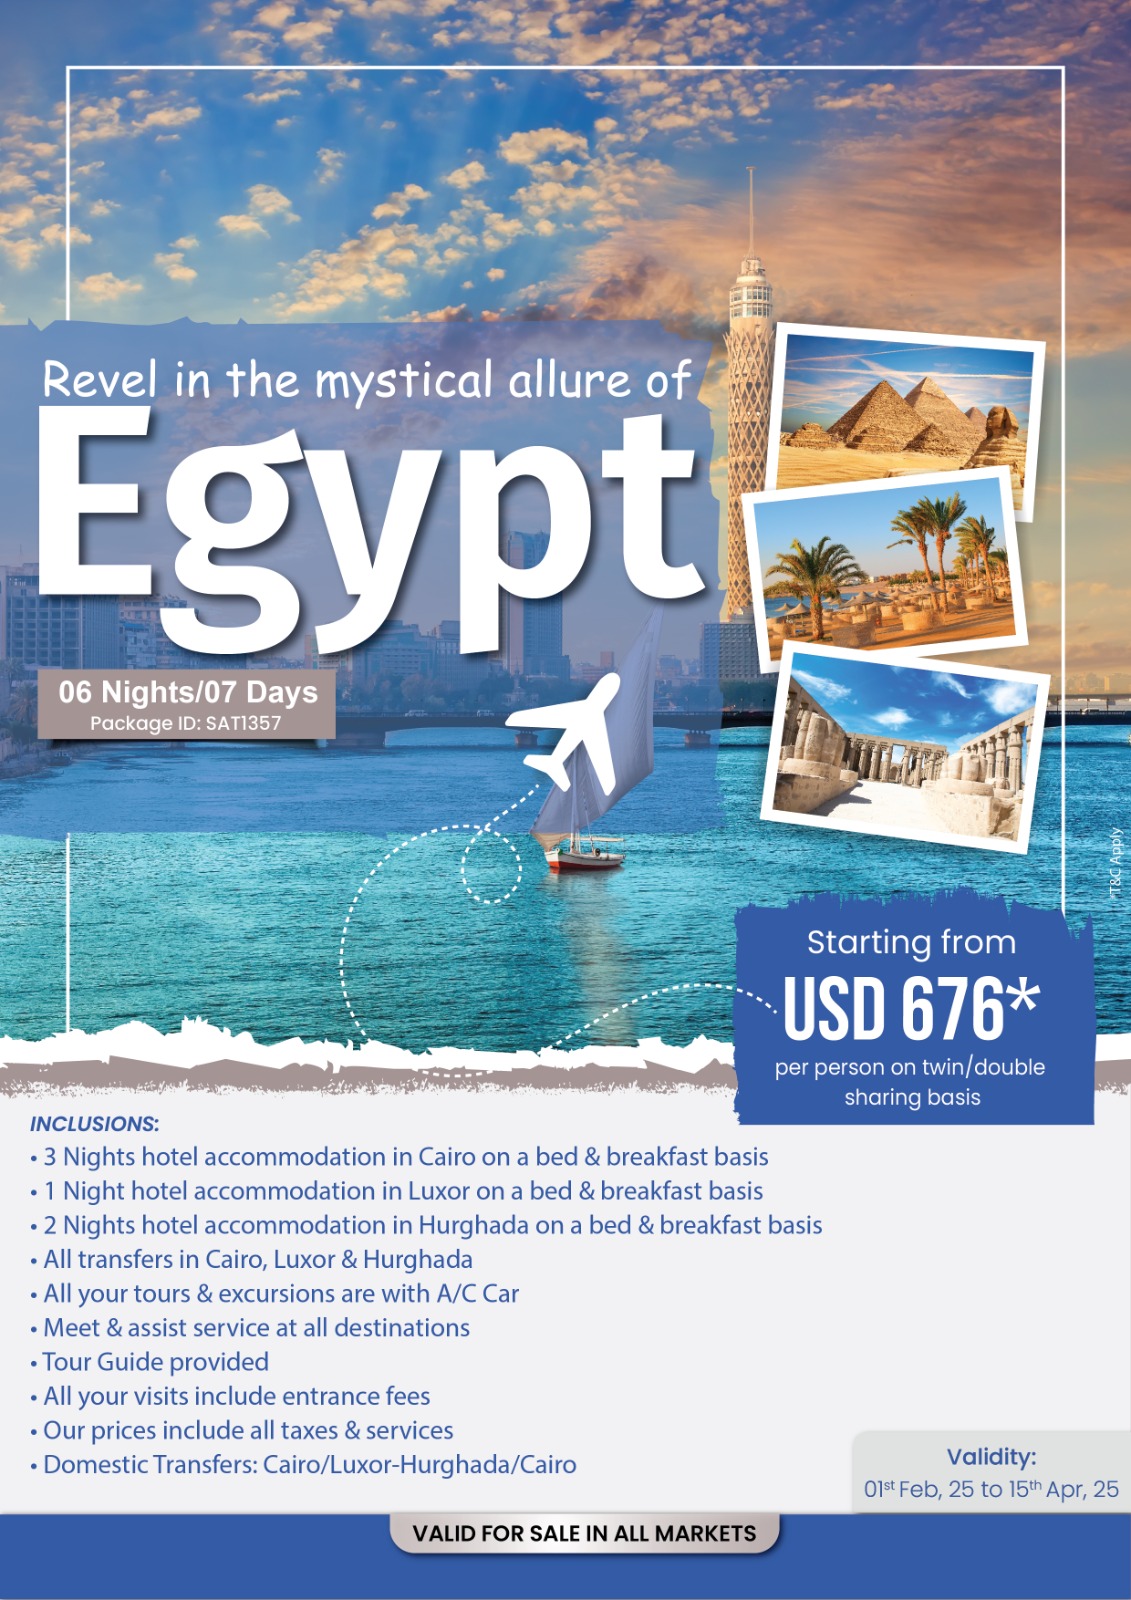 Revel in the mystical allure of
Egypt
06 Nights/07 Days
Package ID: SAT1357
*T&C Apply
Starting from
USD 676*
per person on twin/double
sharing basis
INCLUSIONS:
• 3 Nights hotel accommodation in Cairo on a bed & breakfast basis
• 1 Night hotel accommodation in Luxor on a bed & breakfast basis
• 2 Nights hotel accommodation in Hurghada on a bed & breakfast basis
• All transfers in Cairo, Luxor & Hurghada
• All your tours & excursions are with A/C Car
• Meet & assist service at all destinations
• Tour Guide provided
• All your visits include entrance fees
• Our prices include all taxes & services
• Domestic Transfers: Cairo/Luxor-Hurghada/Cairo
Validity:
01st Feb, 25 to 15th Apr, 25
VALID FOR SALE IN ALL MARKETS